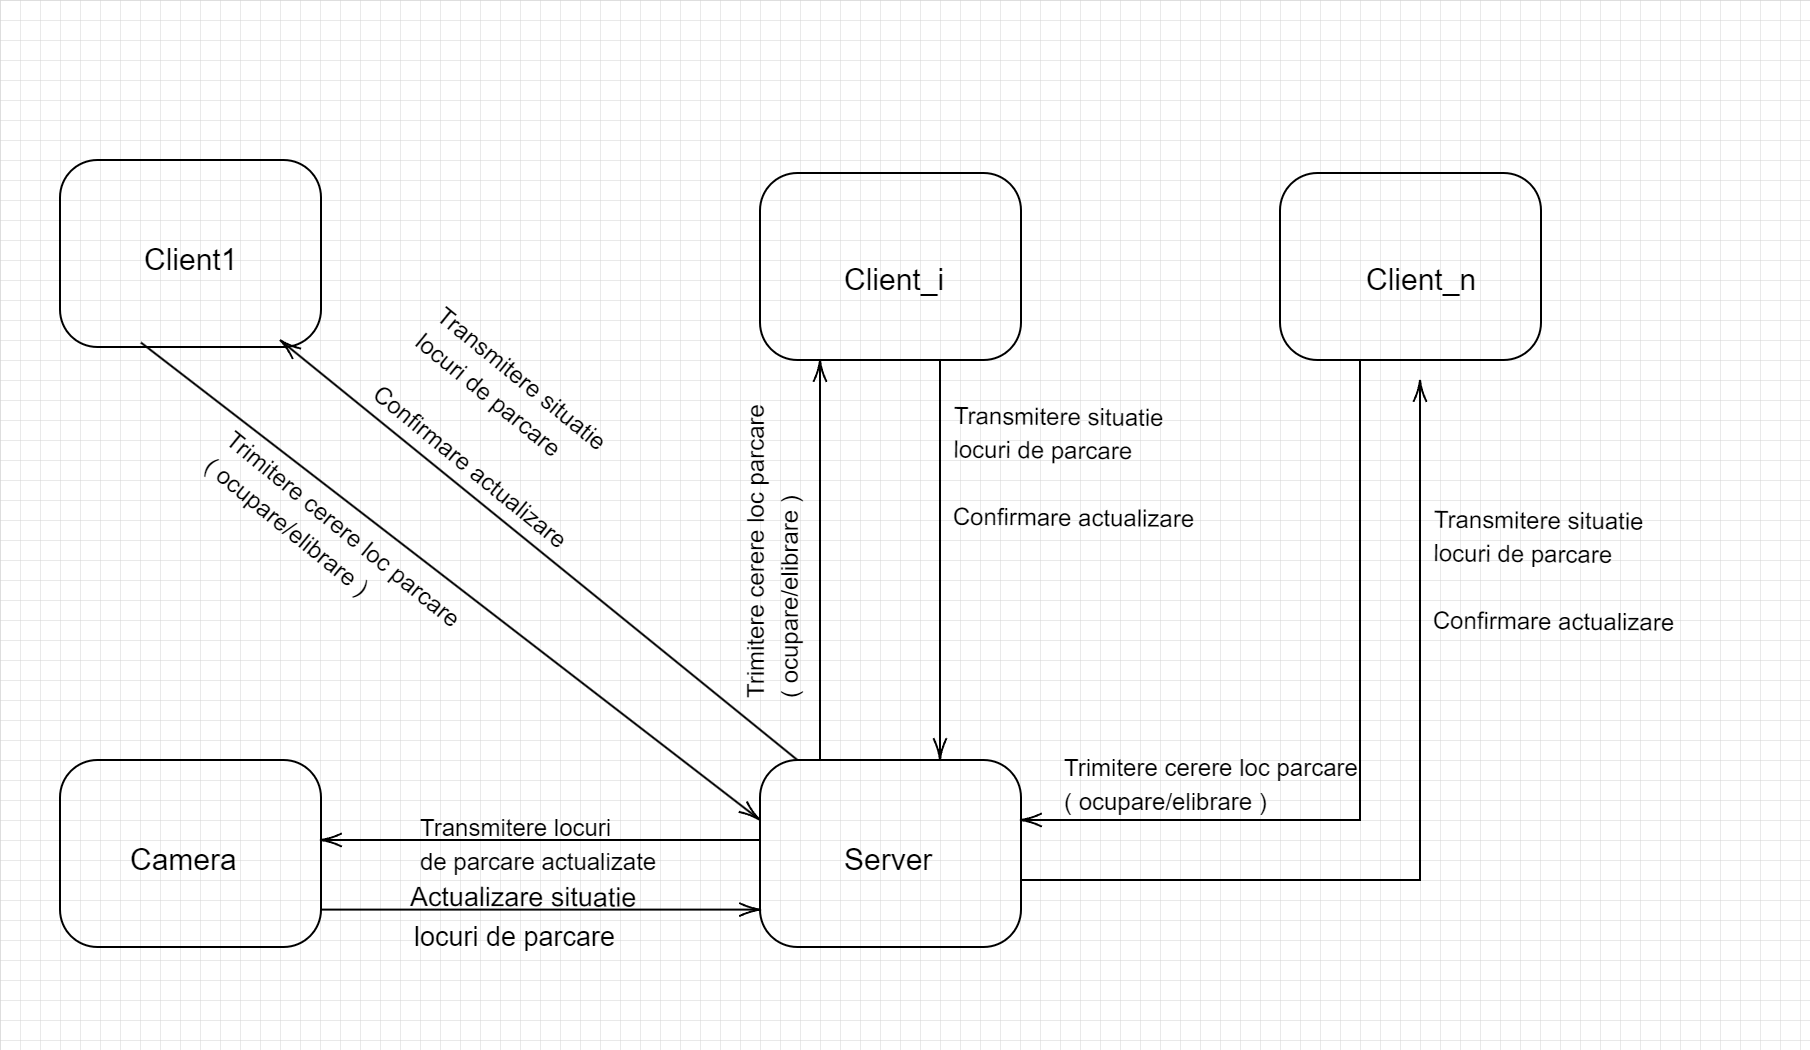 Client1
Client_i
Client_n
Transmitere situatie
locuri de parcare
Confirmare actualizare
Trimitere cerere loc parcare
( ocupare/elibrare )
Trimitere cerere loc parcare
( ocupare/elibrare )
Transmitere situatie
locuri de parcare
Confirmare actualizare
Transmitere situatie
locuri de parcare
Confirmare actualizare
Trimitere cerere loc parcare
( ocupare/elibrare )
Camera
Transmitere locuri
de parcare actualizate
Actualizare situatie
locuri de parcare
Server